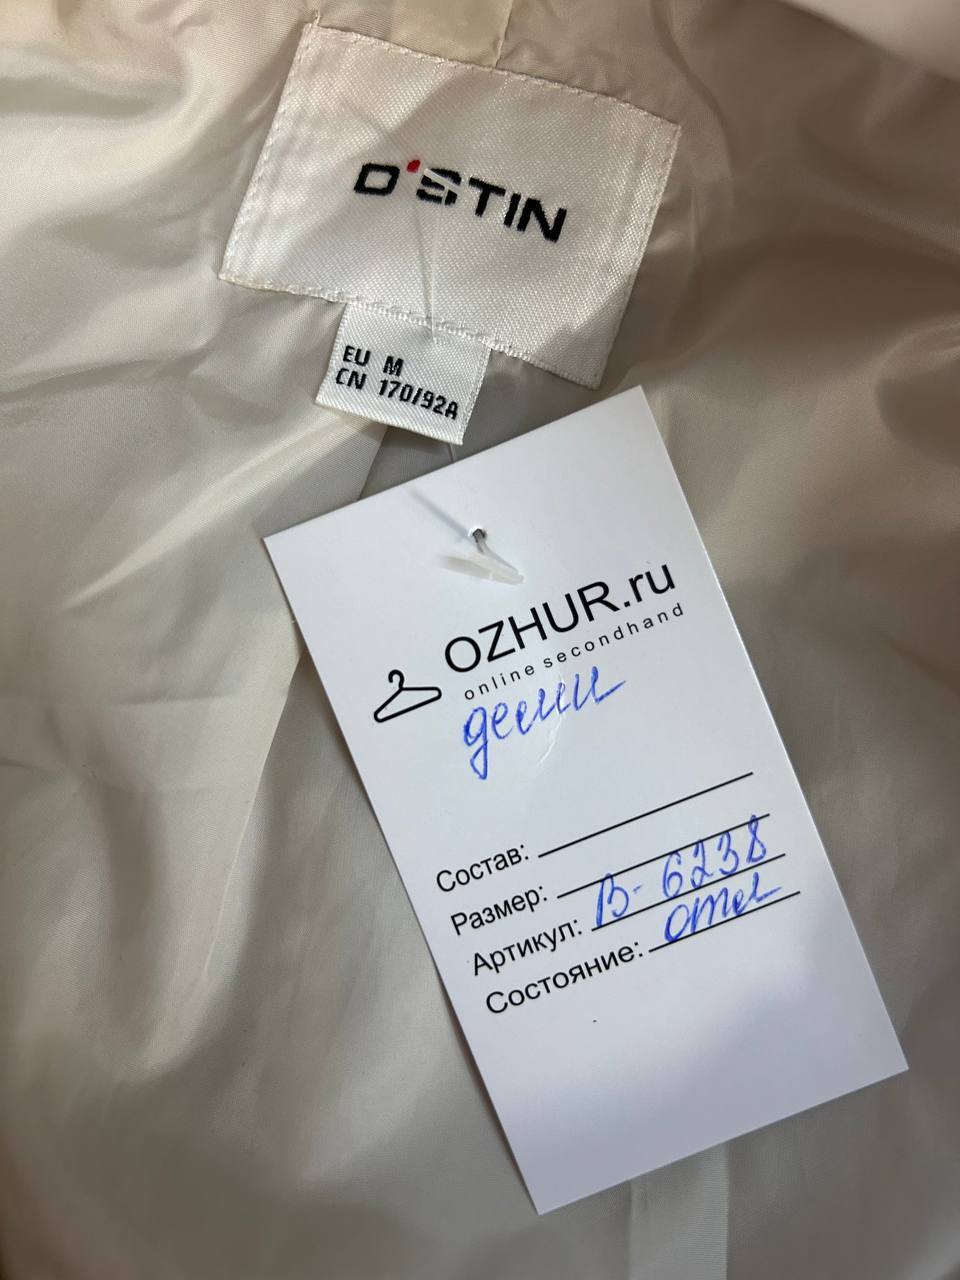 O'STIN
EU M
CN 170/92A
OZHUR.ru
online secondhand
деми
Состав:
Размер:
Артикул: В-6238
Состояние: отл